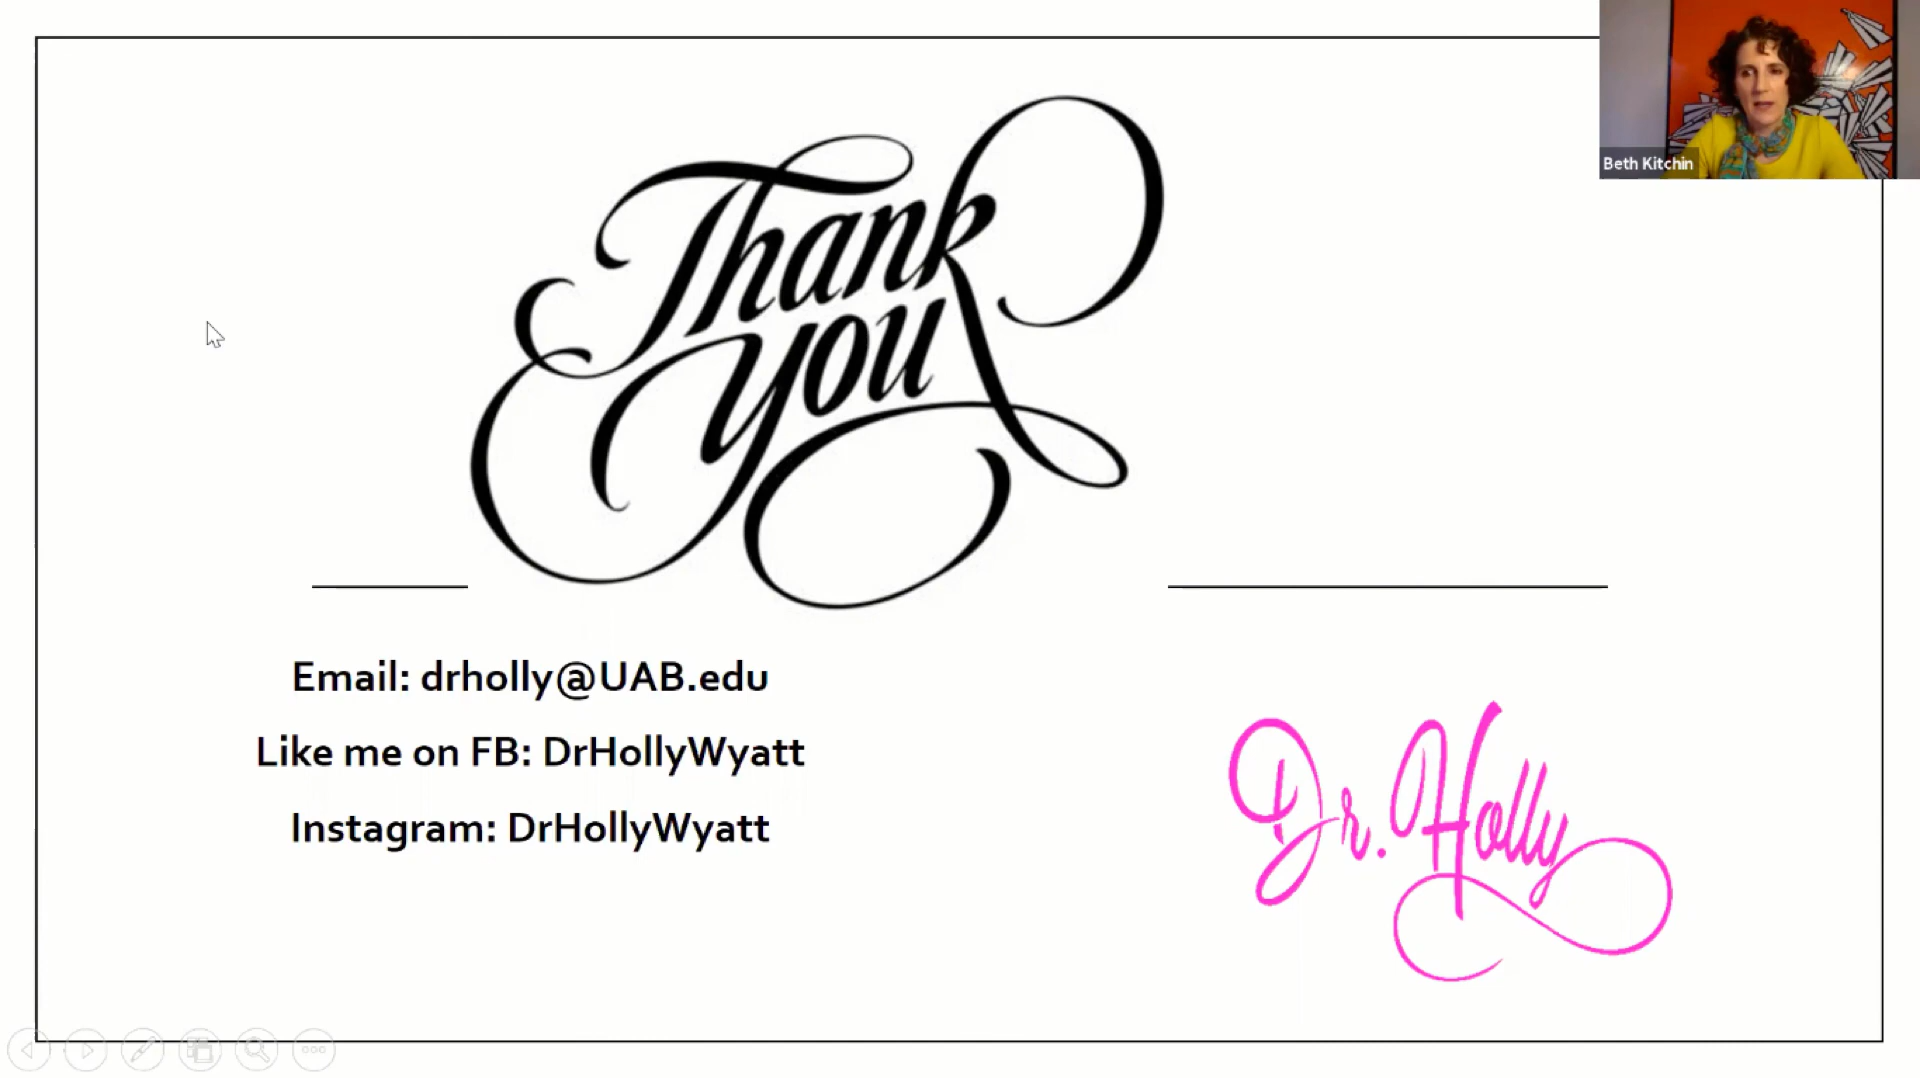 Beth Kitchin
Thank
you
Email: drholly@UAB.edu
Like me on FB: DrHollyWyatt
Instagram: DrHollyWyatt
Dr. Holly